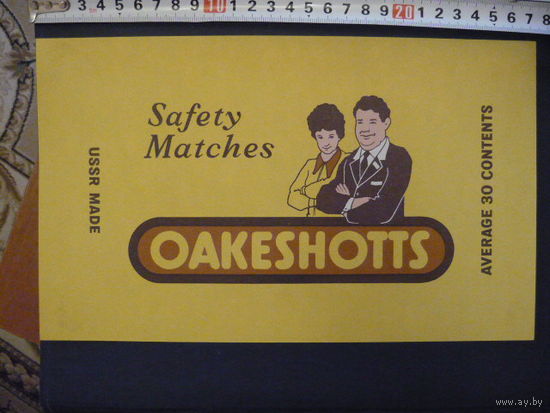 3 4 5 6 7 8 9 10 1 2 3 4 5 6 7 8 9 20 1 2 3 4 5 6 7 8
Safety
Matches
USSR MADE
OAKESHOTTS
AVERAGE 30 CONTENTS
www.ay.by